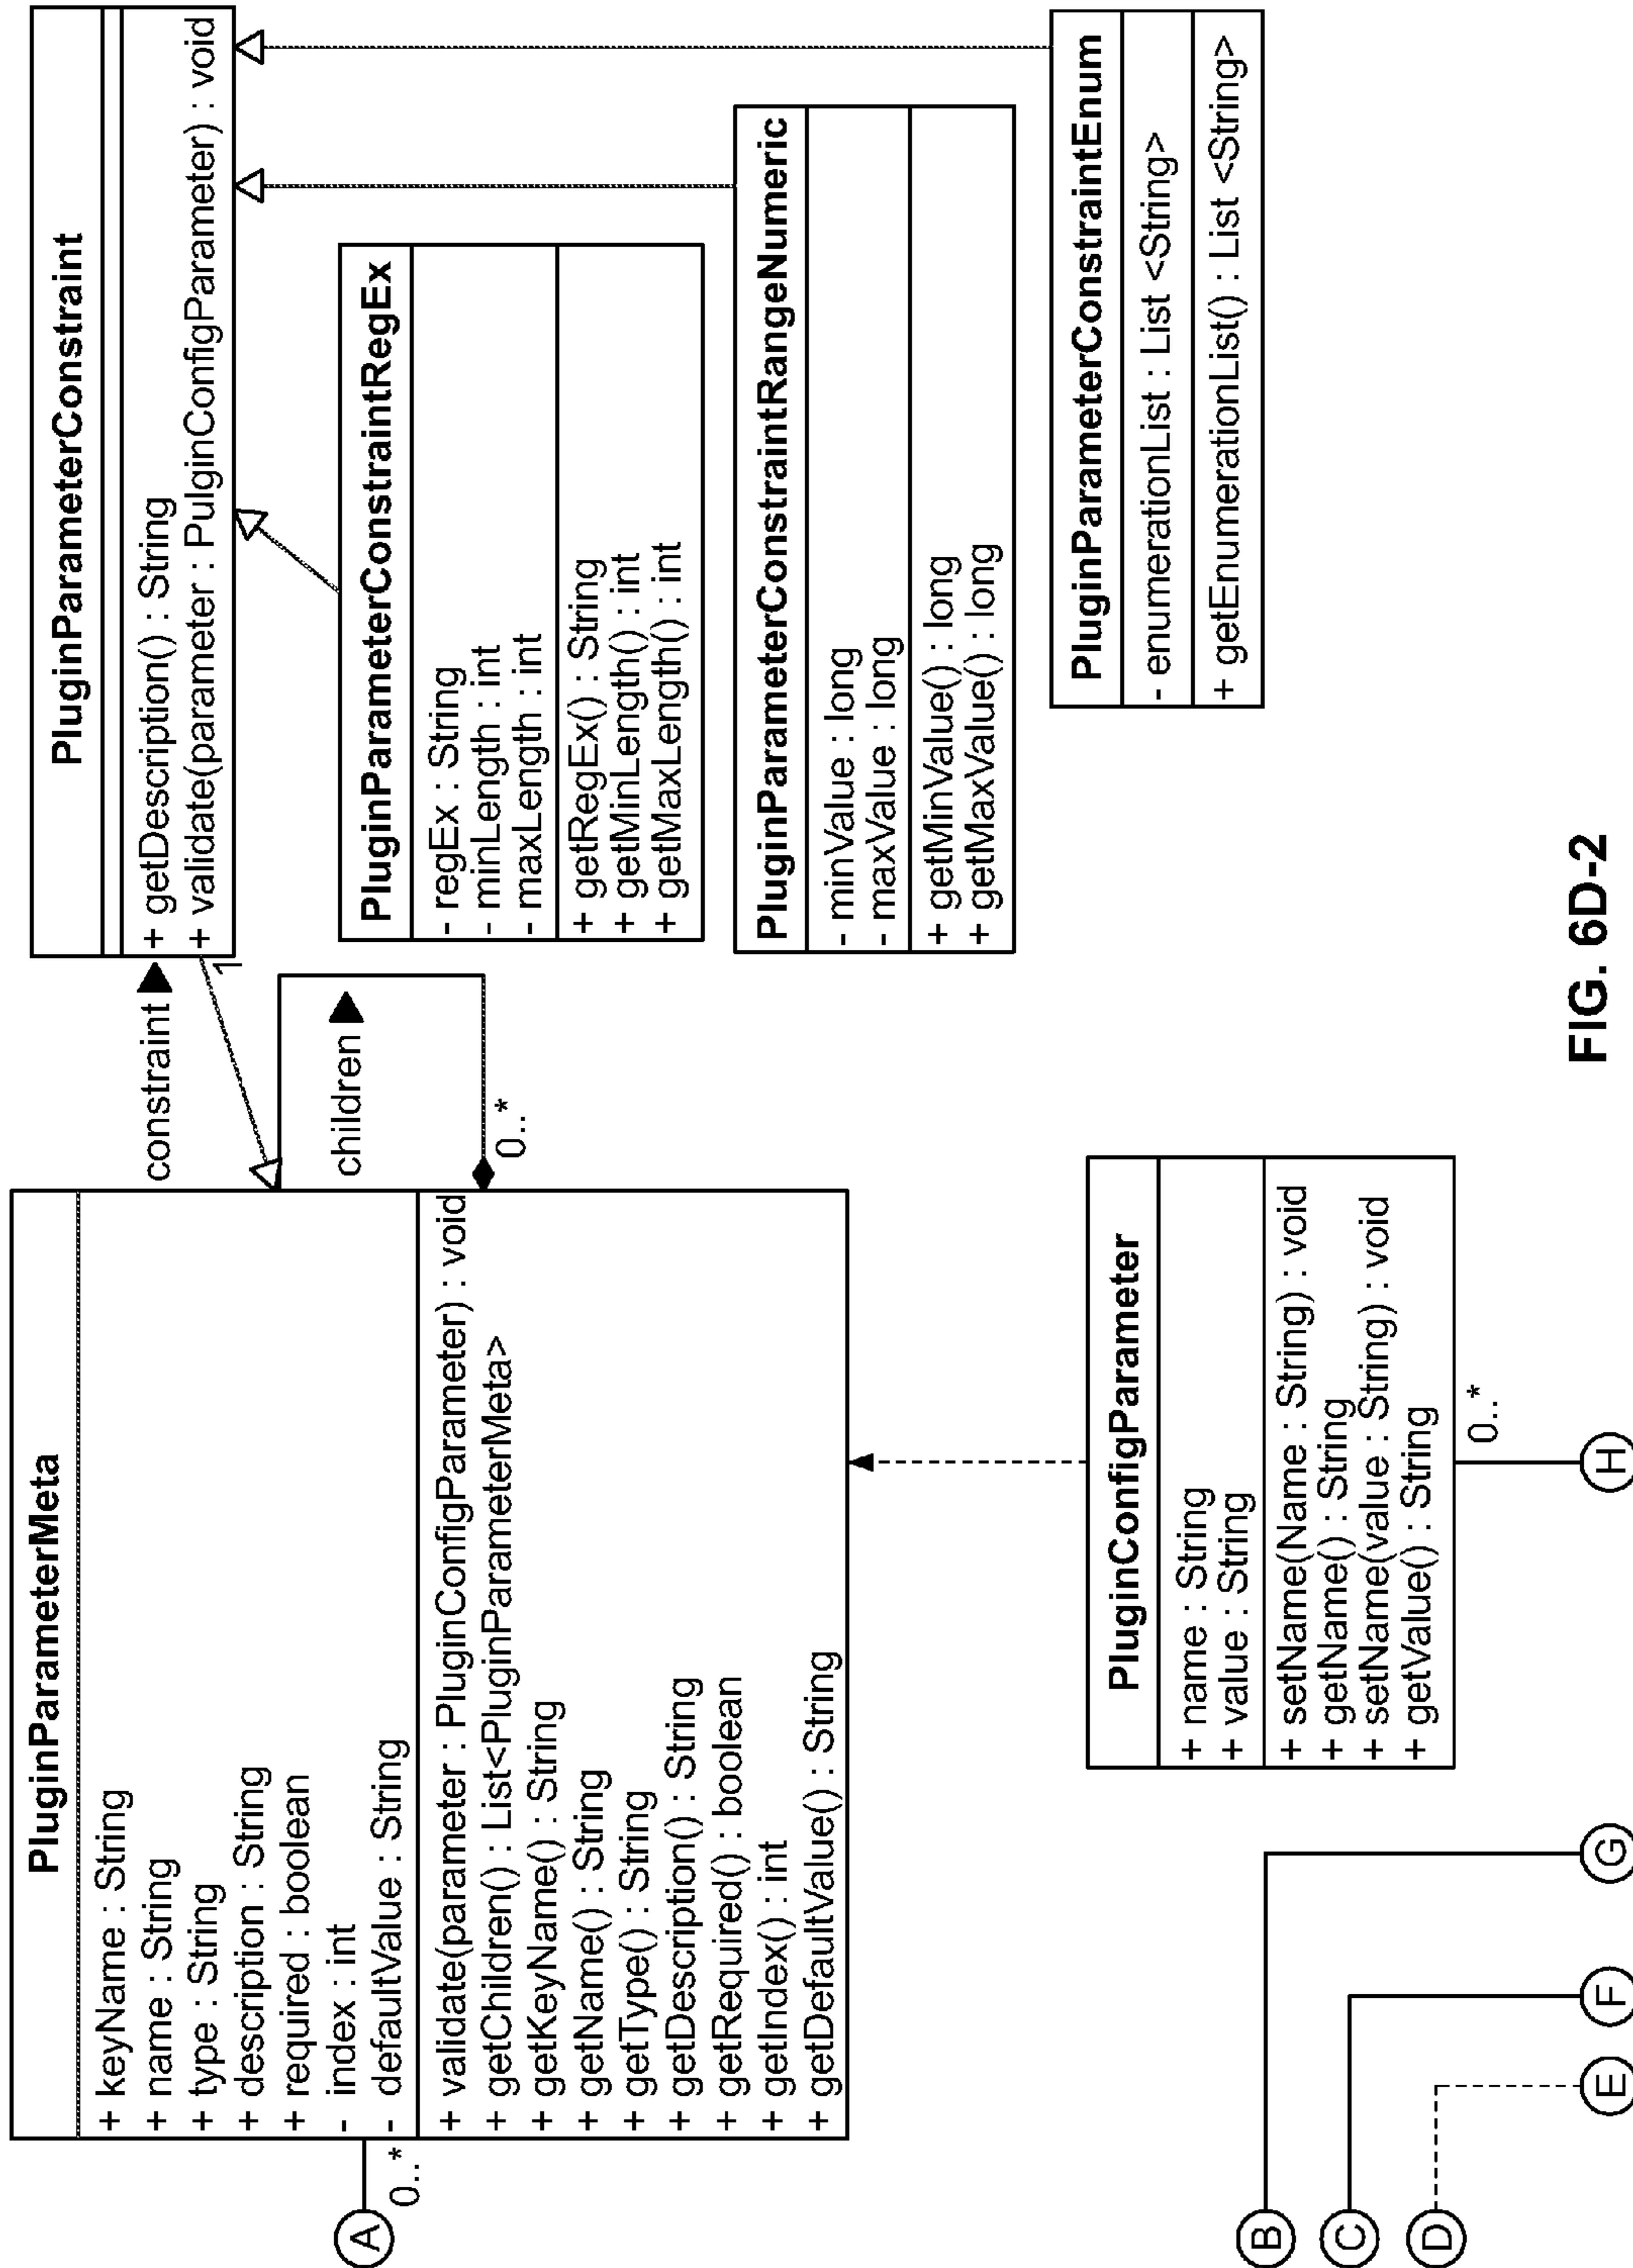 PluginParameterMeta
+ keyName : String
+ name : String
+ type : String
+ description : String
+ required : boolean
- index : int
- defaultValue : String
+ validate(parameter : PluginConfigParameter) : void
+ getChildren() : List<PluginParameterMeta>
+ getKeyName() : String
+ getName() : String
+ getType() : String
+ getDescription() : String
+ getRequired() : boolean
+ getIndex() : int
+ getDefaultValue() : String
A
0..*
constraint
1
children
0..*
PluginParameterConstraint
+ getDescription() : String
+ validate(parameter : PulginConfigParameter) : void
PluginParameterConstraintRegEx
- regEx : String
- minLength : int
- maxLength : int
+ getRegEx() : String
+ getMinLength() : int
+ getMaxLength() : int
PluginParameterConstraintRangeNumeric
- minValue : long
- maxValue : long
+ getMinValue() : long
+ getMaxValue() : long
PluginParameterConstraintEnum
- enumerationList : List <String>
+ getEnumerationList() : List <String>
PluginConfigParameter
+ name : String
+ value : String
+ setName(Name : String) : void
+ getName() : String
+ setName(value : String) : void
+ getValue() : String
0..*
B
C
D
E
F
G
H
FIG. 6D-2